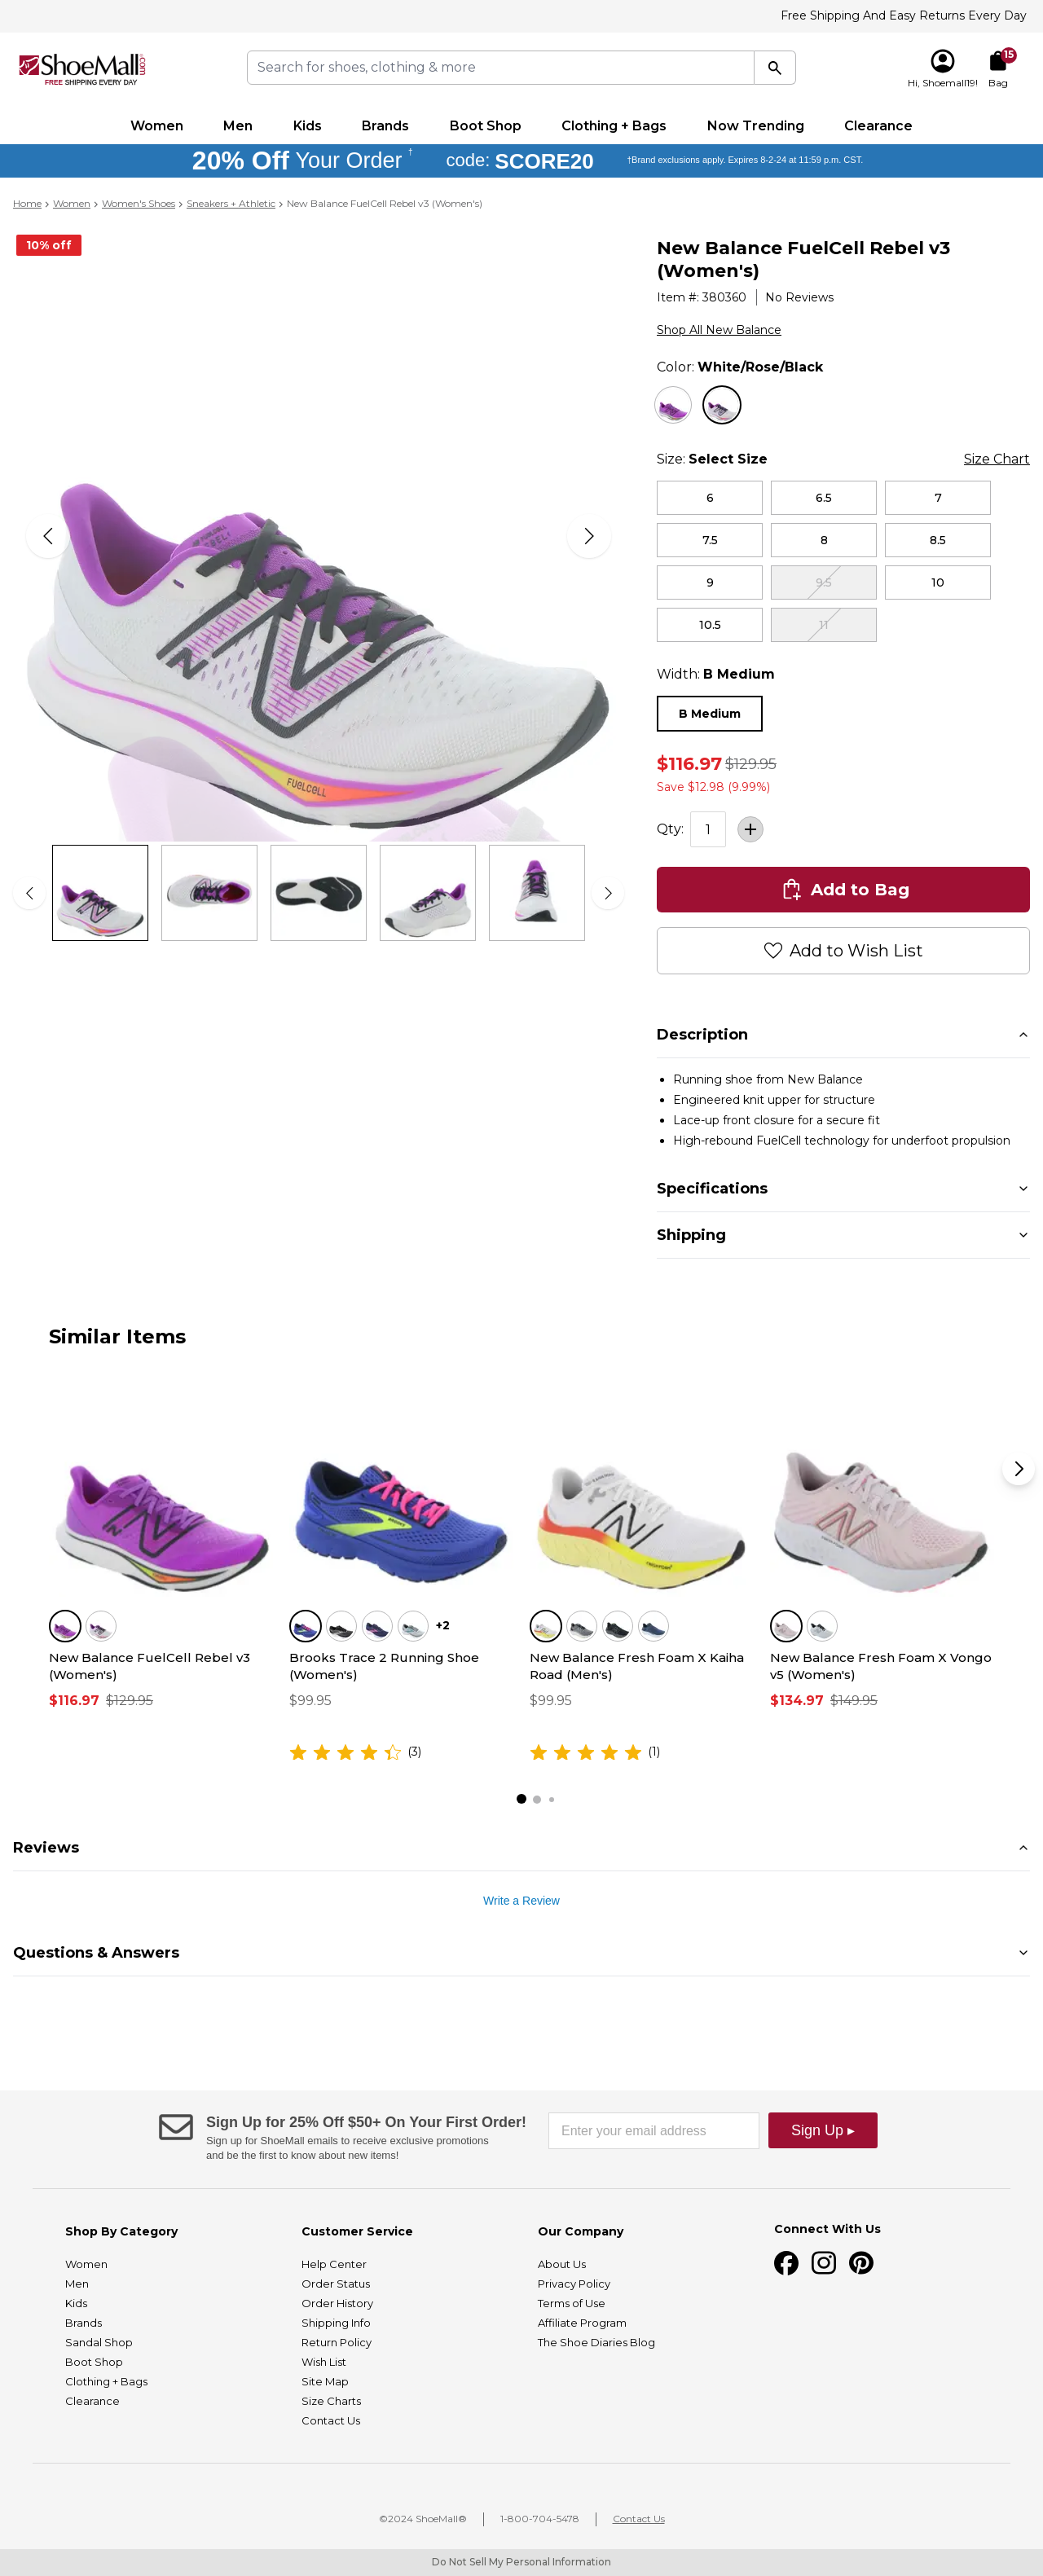 Free Shipping And Easy Returns Every Day
ShoeMall.com
FREE SHIPPING EVERY DAY
Search for shoes, clothing & more
Hi, Shoemall19!
15
Bag
Women Men Kids Brands Boot Shop Clothing + Bags Now Trending Clearance
20% Off Your Order † code: SCORE20 †Brand exclusions apply. Expires 8-2-24 at 11:59 p.m. CST.
Home > Women > Women's Shoes > Sneakers + Athletic > New Balance FuelCell Rebel v3 (Women's)
10% off
New Balance FuelCell Rebel v3
(Women's)
Item #: 380360 | No Reviews
Shop All New Balance
Color: White/Rose/Black
Size: Select Size Size Chart
6 6.5 7
7.5 8 8.5
9 9.5 10
10.5 11
Width: B Medium
B Medium
$116.97 $129.95
Save $12.98 (9.99%)
Qty: 1 +
Add to Bag
Add to Wish List
FUELCELL
Description
• Running shoe from New Balance
• Engineered knit upper for structure
• Lace-up front closure for a secure fit
• High-rebound FuelCell technology for underfoot propulsion
Specifications
Shipping
Similar Items
New Balance FuelCell Rebel v3
(Women's)
$116.97 $129.95
+2
Brooks Trace 2 Running Shoe
(Women's)
$99.95
(3)
New Balance Fresh Foam X Kaiha
Road (Men's)
$99.95
(1)
New Balance Fresh Foam X Vongo
v5 (Women's)
$134.97 $149.95
Reviews
Write a Review
Questions & Answers
Sign Up for 25% Off $50+ On Your First Order!
Sign up for ShoeMall emails to receive exclusive promotions
and be the first to know about new items!
Enter your email address
Sign Up ▸
Shop By Category
Women
Men
Kids
Brands
Sandal Shop
Boot Shop
Clothing + Bags
Clearance
Customer Service
Help Center
Order Status
Order History
Shipping Info
Return Policy
Wish List
Site Map
Size Charts
Contact Us
Our Company
About Us
Privacy Policy
Terms of Use
Affiliate Program
The Shoe Diaries Blog
Connect With Us
©2024 ShoeMall® | 1-800-704-5478 | Contact Us
Do Not Sell My Personal Information